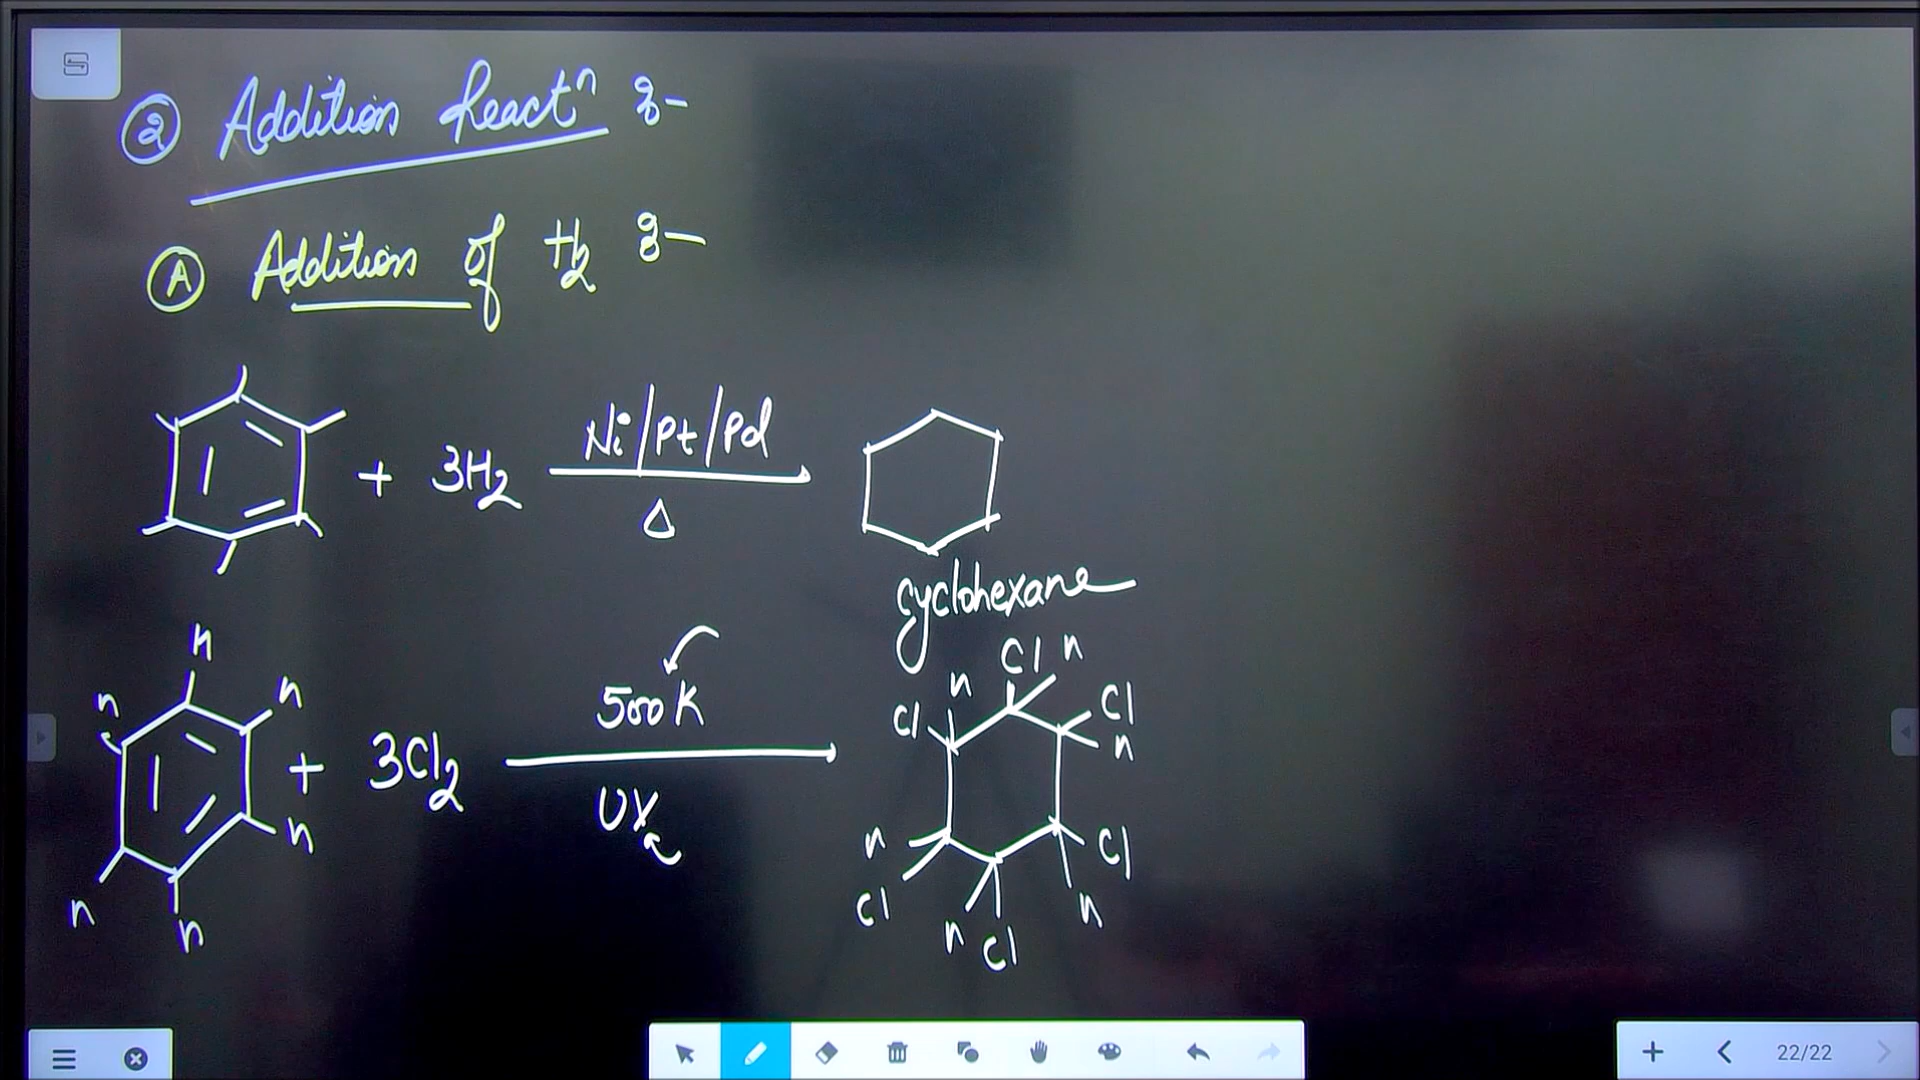 ② Addition Reactⁿ :-
Ⓐ Addition of H2 :-
+ 3H2 Ni/Pt/Pd Δ
cyclohexane
H H H H H H + 3Cl2 500K UV
Cl H Cl H Cl H Cl H Cl H Cl H
22/22